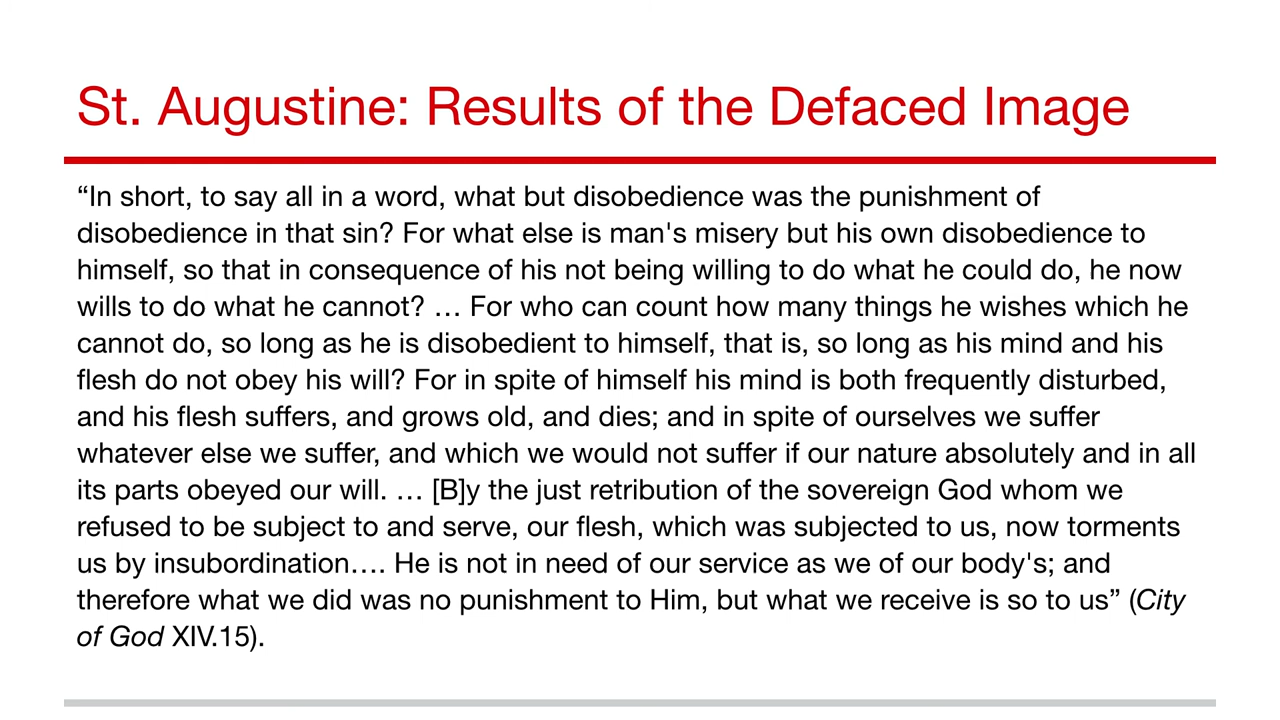 St. Augustine: Results of the Defaced Image
“In short, to say all in a word, what but disobedience was the punishment of
disobedience in that sin? For what else is man's misery but his own disobedience to
himself, so that in consequence of his not being willing to do what he could do, he now
wills to do what he cannot? … For who can count how many things he wishes which he
cannot do, so long as he is disobedient to himself, that is, so long as his mind and his
flesh do not obey his will? For in spite of himself his mind is both frequently disturbed,
and his flesh suffers, and grows old, and dies; and in spite of ourselves we suffer
whatever else we suffer, and which we would not suffer if our nature absolutely and in all
its parts obeyed our will. … [B]y the just retribution of the sovereign God whom we
refused to be subject to and serve, our flesh, which was subjected to us, now torments
us by insubordination…. He is not in need of our service as we of our body's; and
therefore what we did was no punishment to Him, but what we receive is so to us” (City
of God XIV.15).